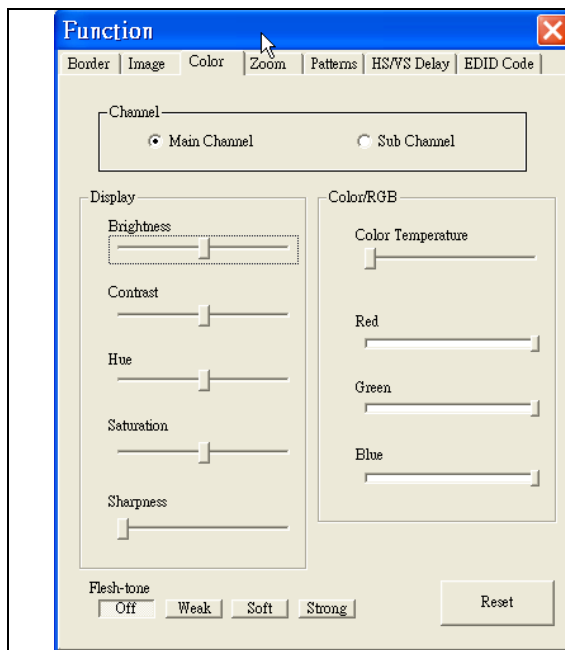 Function
Border Image Color Zoom Patterns HS/VS Delay EDID Code
Channel
Main Channel Sub Channel
Display
Brightness
Contrast
Hue
Saturation
Sharpness
Color/RGB
Color Temperature
Red
Green
Blue
Flesh-tone
Off Weak Soft Strong
Reset